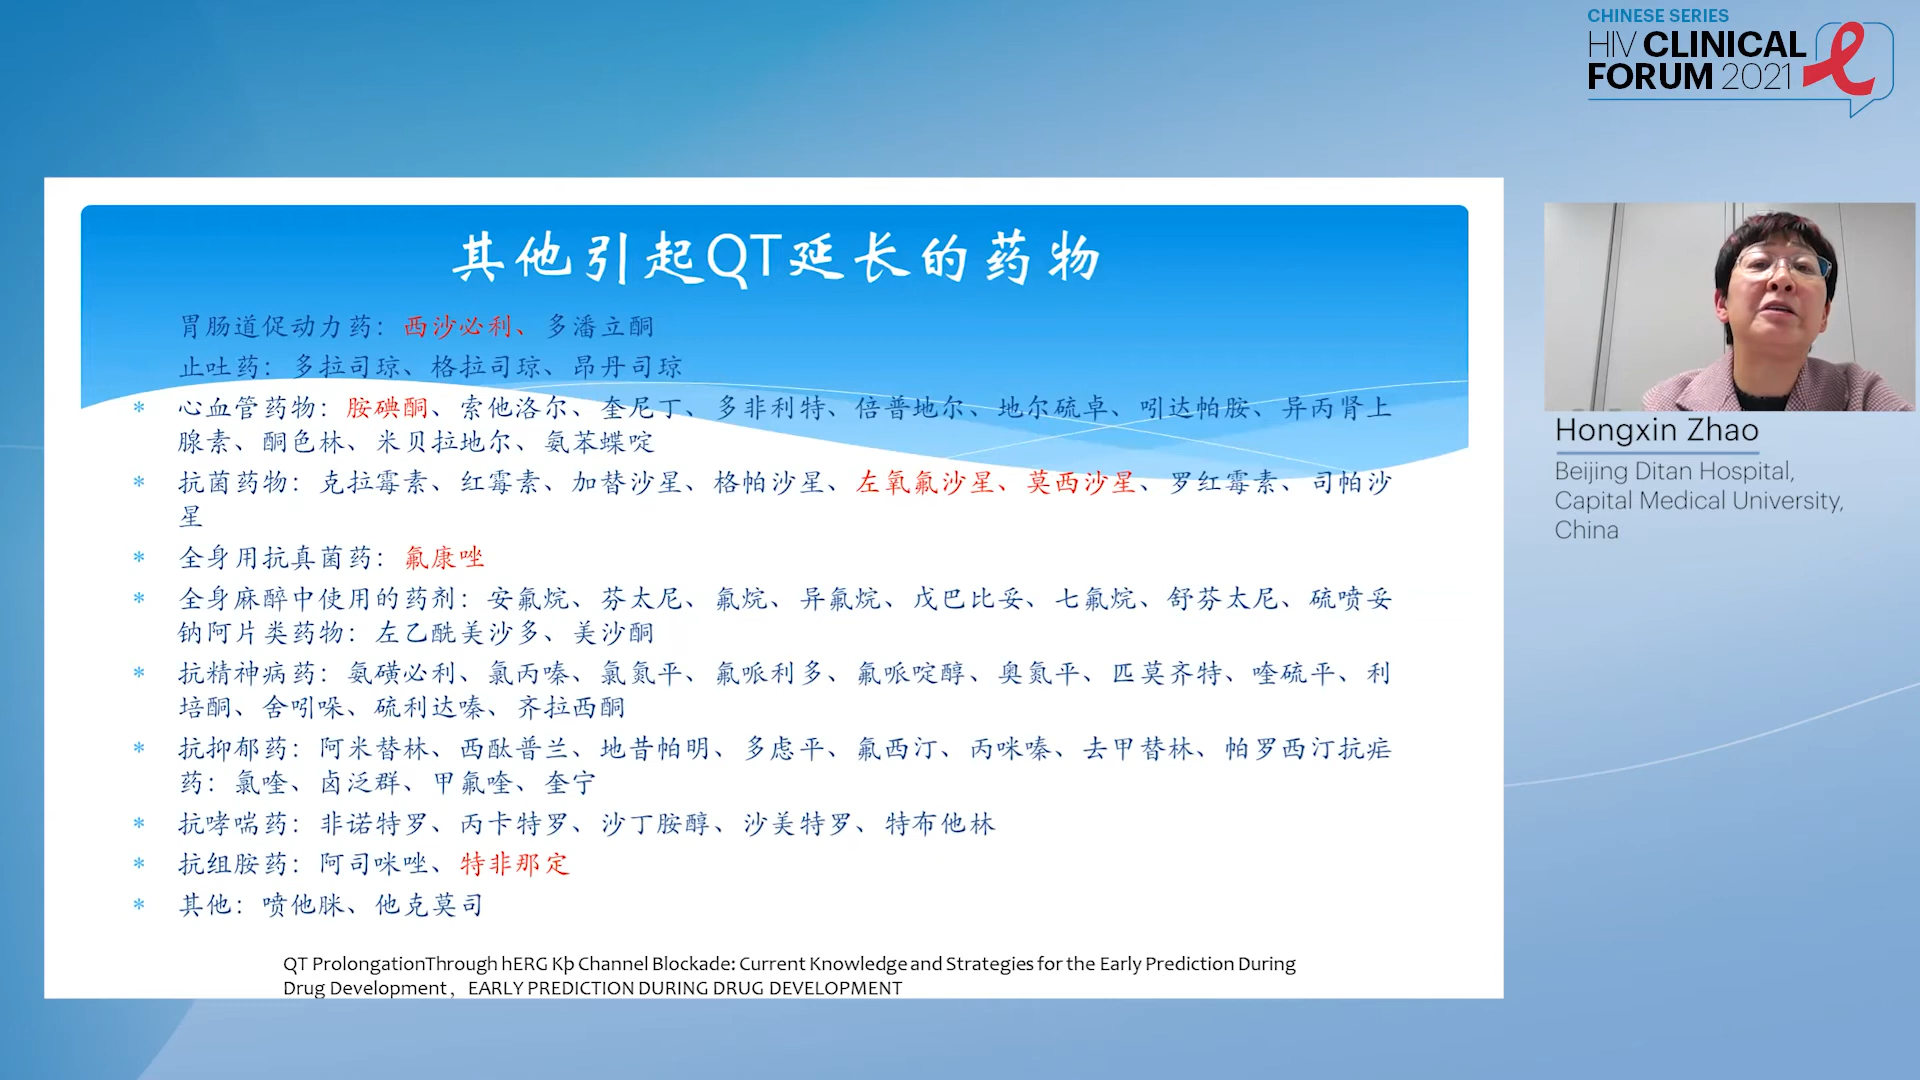 CHINESE SERIES
HIV CLINICAL
FORUM 2021
其他引起QT延长的药物
胃肠道促动力药：西沙必利、多潘立酮
止吐药：多拉司琼、格拉司琼、昂丹司琼
* 心血管药物：胺碘酮、索他洛尔、奎尼丁、多非利特、倍普地尔、地尔硫卓、吲达帕胺、异丙肾上
腺素、酮色林、米贝拉地尔、氨苯蝶啶
* 抗菌药物：克拉霉素、红霉素、加替沙星、格帕沙星、左氧氟沙星、莫西沙星、罗红霉素、司帕沙
星
* 全身用抗真菌药：氟康唑
* 全身麻醉中使用的药剂：安氟烷、芬太尼、氟烷、异氟烷、戊巴比妥、七氟烷、舒芬太尼、硫喷妥
钠阿片类药物：左乙酰美沙多、美沙酮
* 抗精神病药：氨磺必利、氯丙嗪、氯氮平、氟哌利多、氟哌啶醇、奥氮平、匹莫齐特、喹硫平、利
培酮、舍吲哚、硫利达嗪、齐拉西酮
* 抗抑郁药：阿米替林、西酞普兰、地昔帕明、多虑平、氟西汀、丙咪嗪、去甲替林、帕罗西汀抗疟
药：氯喹、卤泛群、甲氟喹、奎宁
* 抗哮喘药：非诺特罗、丙卡特罗、沙丁胺醇、沙美特罗、特布他林
* 抗组胺药：阿司咪唑、特非那定
* 其他：喷他脒、他克莫司
QT ProlongationThrough hERG Kþ Channel Blockade: Current Knowledge and Strategies for the Early Prediction During
Drug Development，EARLY PREDICTION DURING DRUG DEVELOPMENT
Hongxin Zhao
Beijing Ditan Hospital,
Capital Medical University,
China